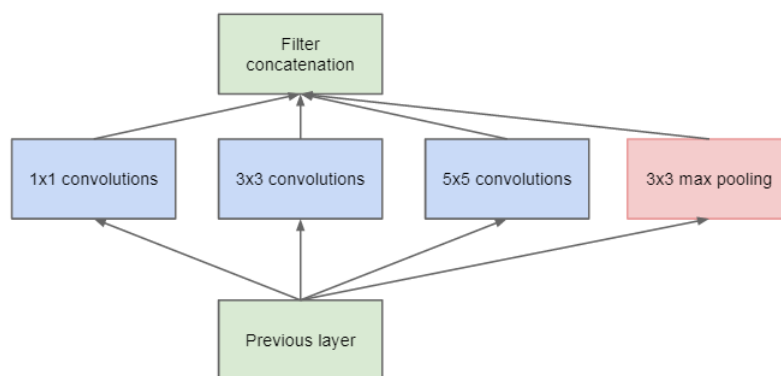 Filter
concatenation
1x1 convolutions
3x3 convolutions
5x5 convolutions
3x3 max pooling
Previous layer